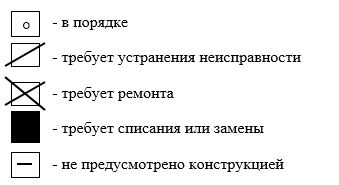 - в порядке
- требует устранения неисправности
- требует ремонта
- требует списания или замены
- не предусмотрено конструкцией